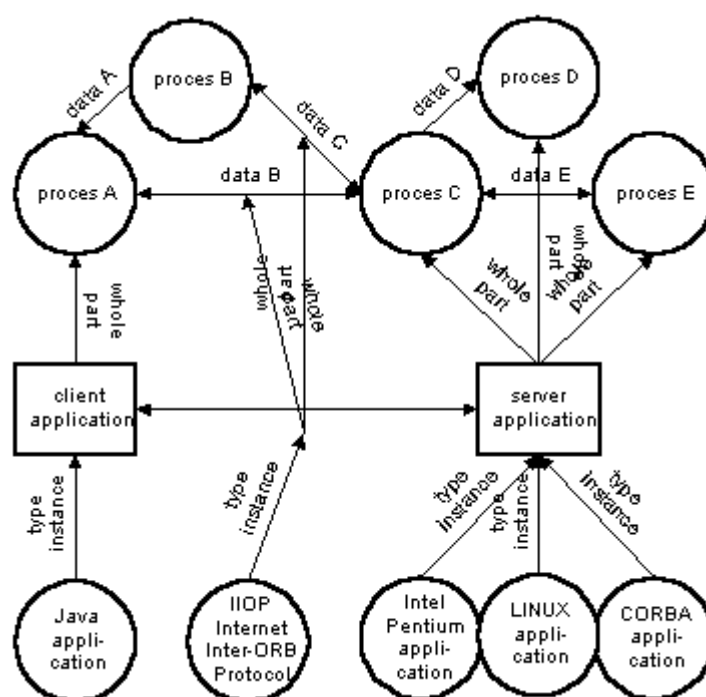 proces B
proces D
data A
data C
data D
proces A
data B
proces C
data E
proces E
whole
part
whole
part
whole
part
whole
part
whole
part
whole
part
client
application
server
application
type
instance
type
instance
type
instance
type
instance
type
instance
Java
appli-
cation
IIOP
Internet
Inter-ORB
Protocol
Intel
Pentium
appli-
cation
LINUX
appli-
cation
CORBA
appli-
cation